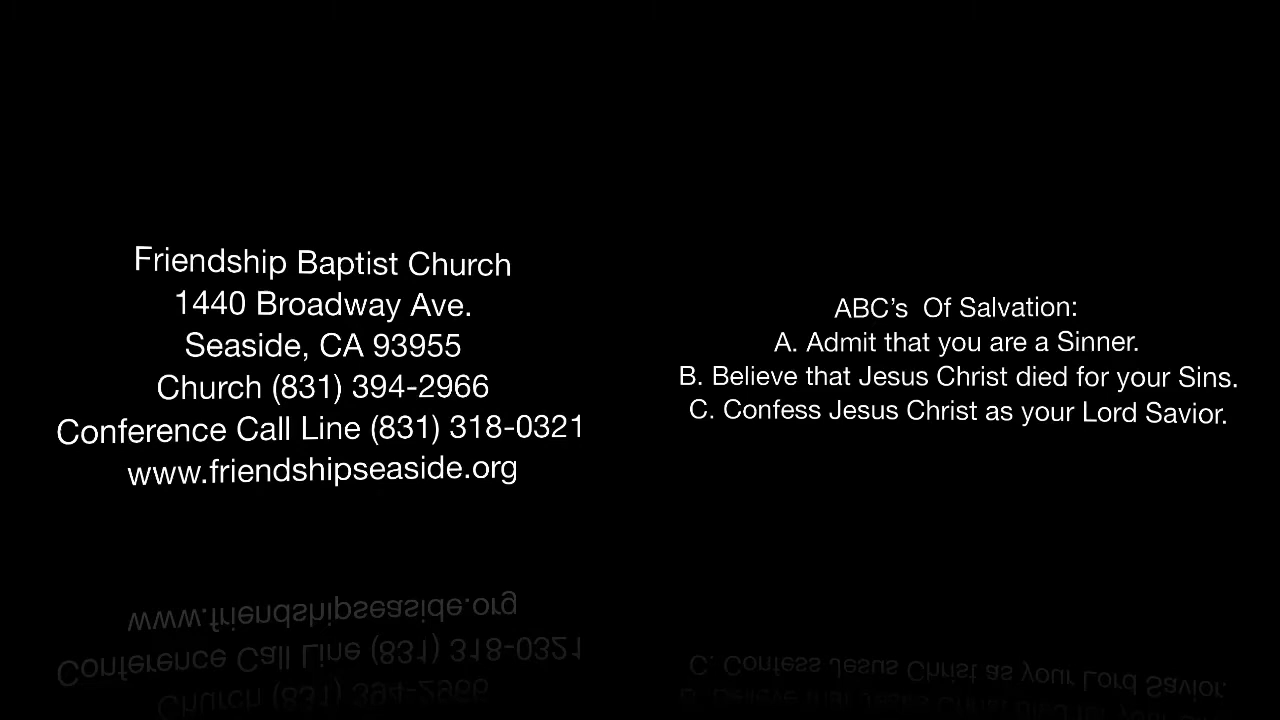 Friendship Baptist Church
1440 Broadway Ave.
Seaside, CA 93955
Church (831) 394-2966
Conference Call Line (831) 318-0321
www.friendshipseaside.org
ABC's  Of Salvation:
A. Admit that you are a Sinner.
B. Believe that Jesus Christ died for your Sins.
C. Confess Jesus Christ as your Lord Savior.